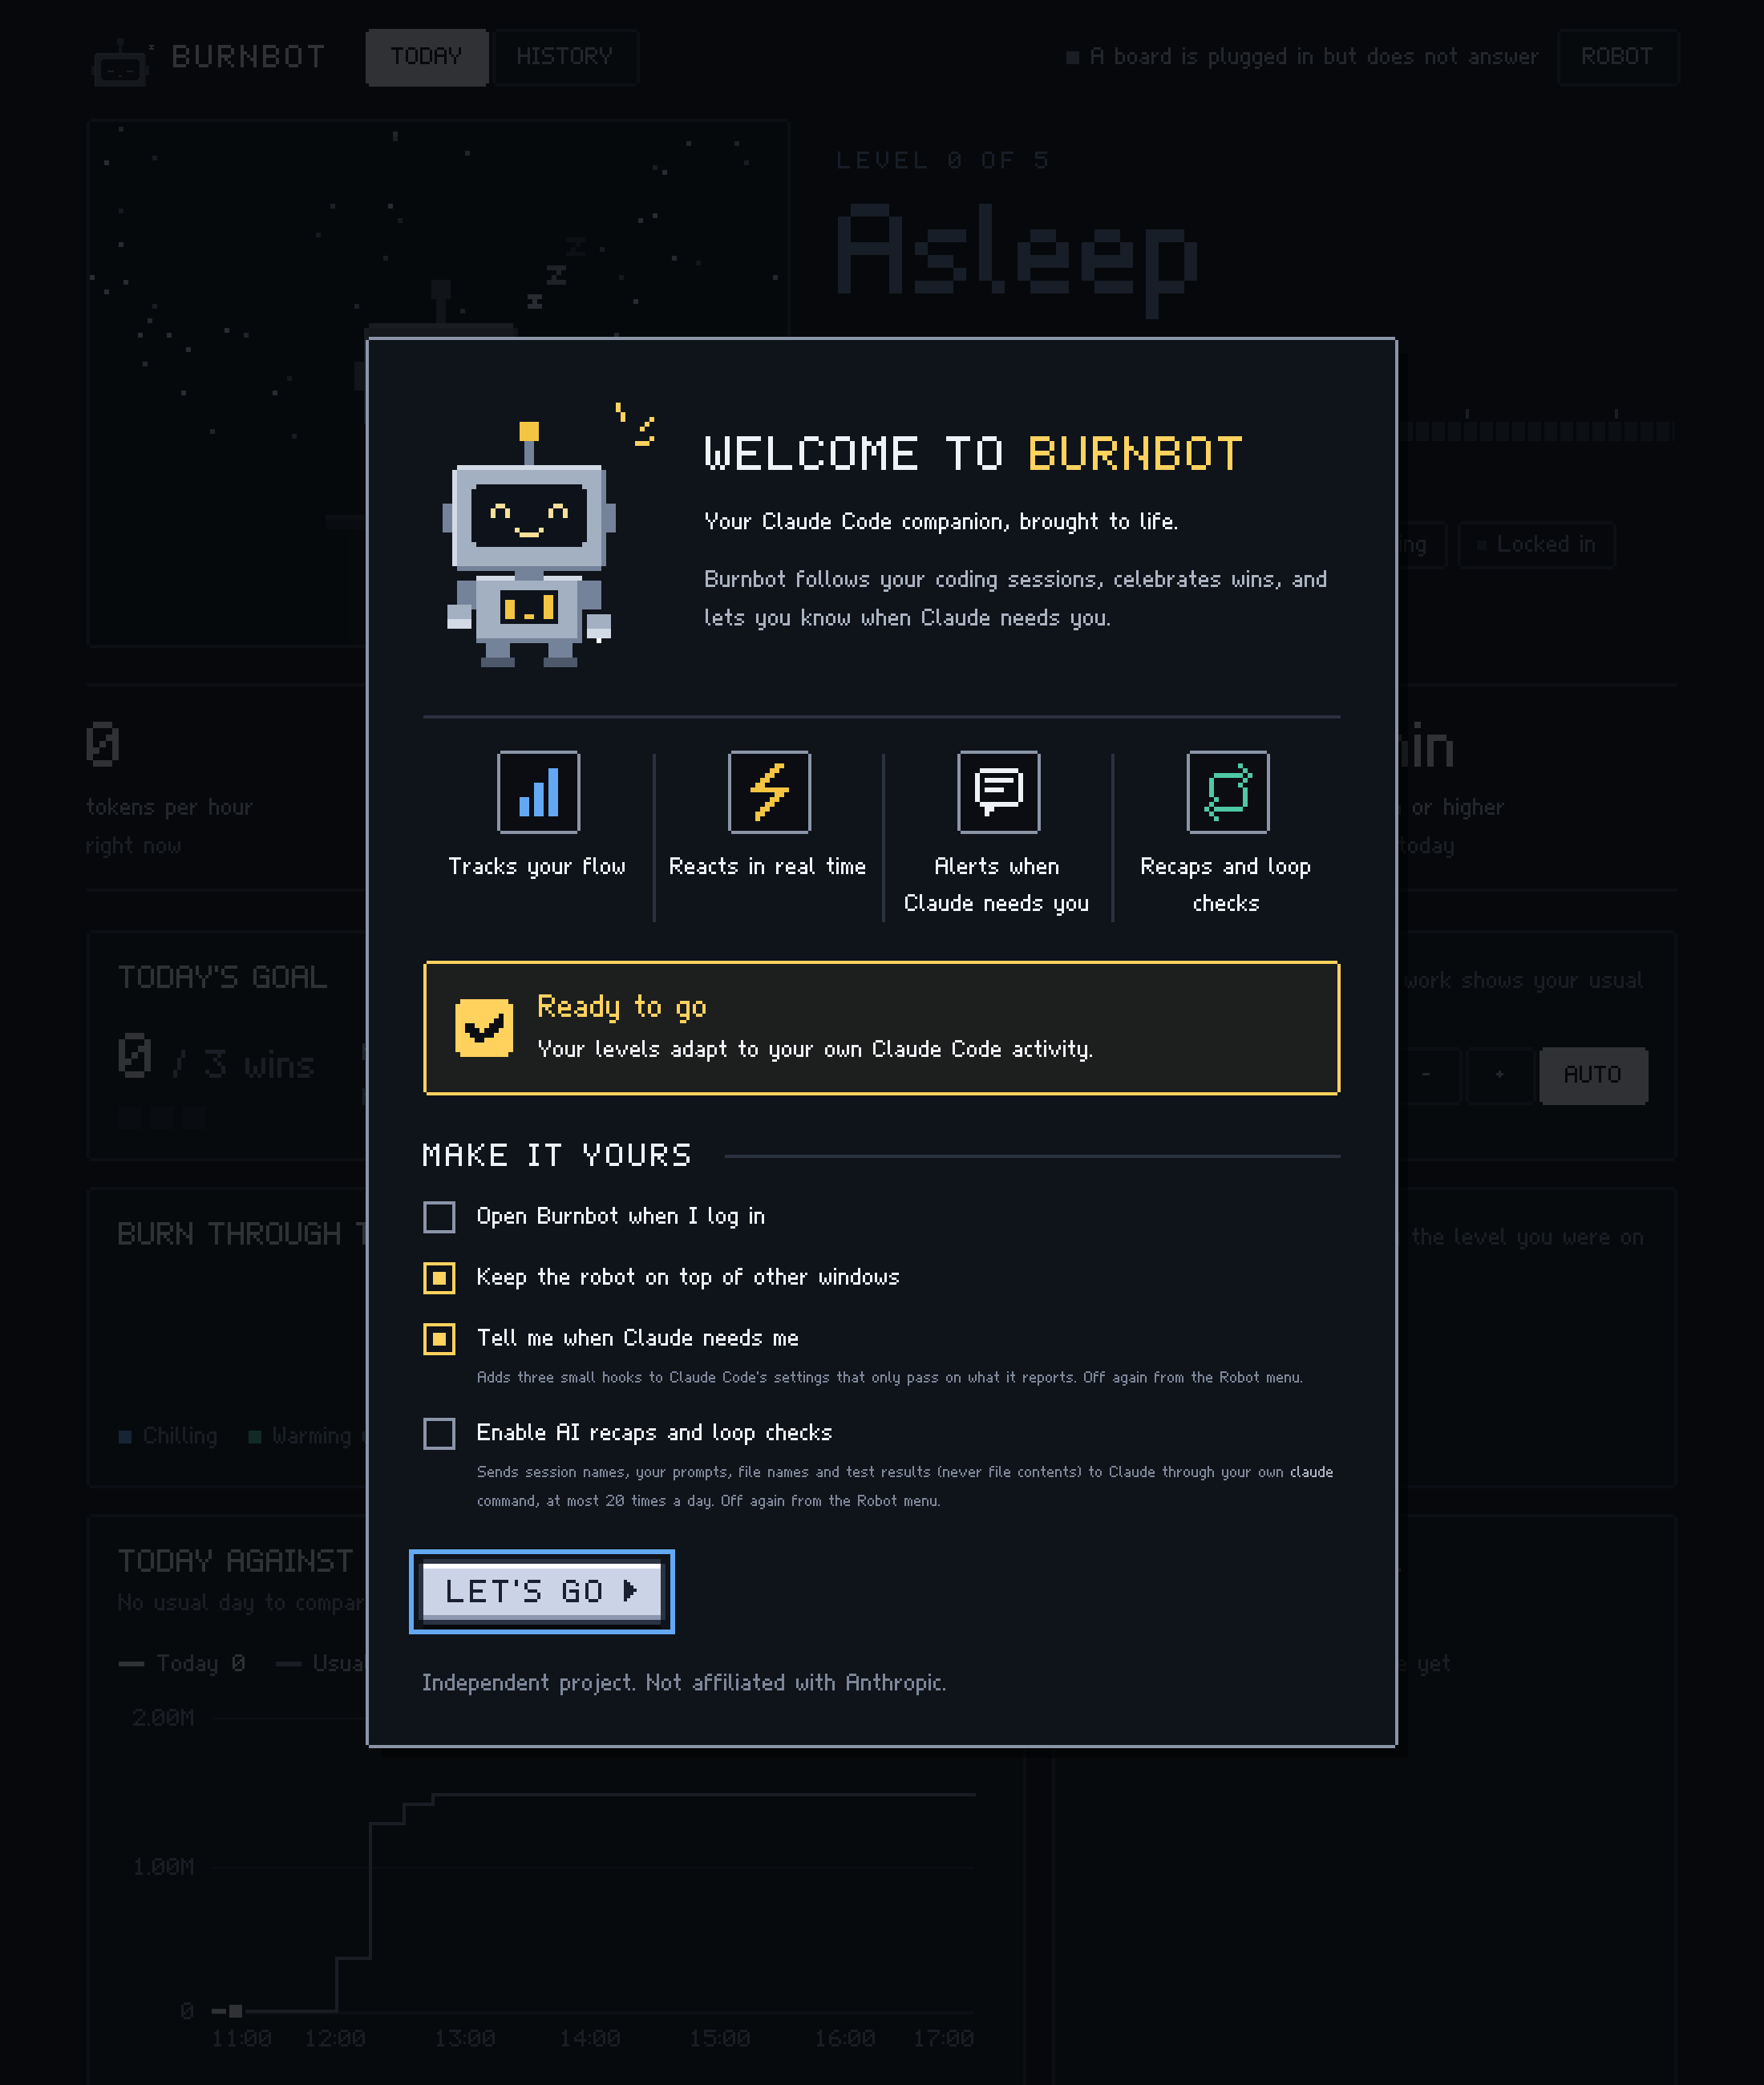 BURNBOT
TODAY
HISTORY
A board is plugged in but does not answer
ROBOT
LEVEL 0 OF 5
Asleep
WELCOME TO BURNBOT
Your Claude Code companion, brought to life.
Burnbot follows your coding sessions, celebrates wins, and
lets you know when Claude needs you.
Locked in
0
tokens per hour
right now
or higher
today
Tracks your flow
Reacts in real time
Alerts when
Claude needs you
Recaps and loop
checks
TODAY'S GOAL
0 / 3 wins
work shows your usual
-
+
AUTO
Ready to go
Your levels adapt to your own Claude Code activity.
MAKE IT YOURS
Open Burnbot when I log in
Keep the robot on top of other windows
Tell me when Claude needs me
Adds three small hooks to Claude Code's settings that only pass on what it reports. Off again from the Robot menu.
Enable AI recaps and loop checks
Sends session names, your prompts, file names and test results (never file contents) to Claude through your own claude
command, at most 20 times a day. Off again from the Robot menu.
BURN THROUGH
the level you were on
Chilling
Warming
LET'S GO
Independent project. Not affiliated with Anthropic.
TODAY AGAINST
No usual day to
Today 0
yet
2.00M
1.00M
0
11:00
12:00
13:00
14:00
15:00
16:00
17:00